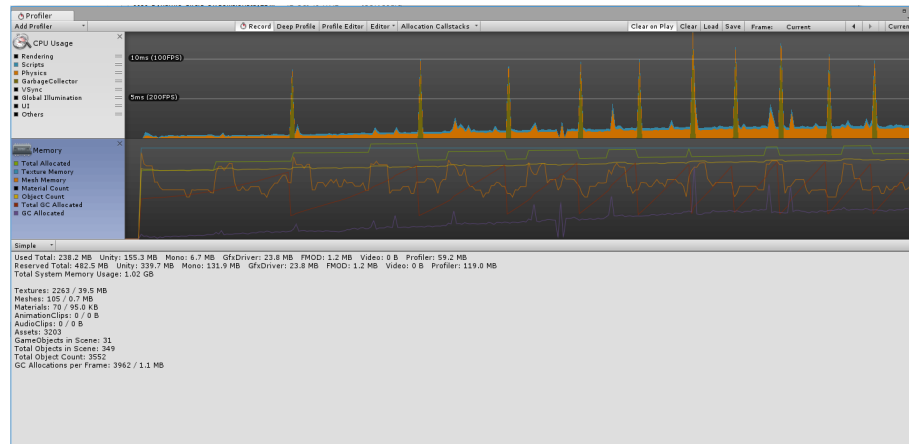 Profiler
Add Profiler
Record Deep Profile Profile Editor Editor Allocation Callstacks
Clear on Play Clear Load Save Frame: Current
CPU Usage
Rendering
Scripts
Physics
GarbageCollector
VSync
Global Illumination
UI
Others
10ms (100FPS)
5ms (200FPS)
Memory
Total Allocated
Texture Memory
Mesh Memory
Material Count
Object Count
Total GC Allocated
GC Allocated
Simple
Used Total: 238.2 MB Unity: 155.3 MB Mono: 6.7 MB GfxDriver: 23.8 MB FMOD: 1.2 MB Video: 0 B Profiler: 59.2 MB
Reserved Total: 482.5 MB Unity: 339.7 MB Mono: 131.9 MB GfxDriver: 23.8 MB FMOD: 1.2 MB Video: 0 B Profiler: 119.0 MB
Total System Memory Usage: 1.02 GB
Textures: 2263 / 39.5 MB
Meshes: 105 / 0.7 MB
Materials: 70 / 95.0 KB
AnimationClips: 0 / 0 B
AudioClips: 0 / 0 B
Assets: 3203
GameObjects in Scene: 31
Total Objects in Scene: 349
Total Object Count: 3552
GC Allocations per Frame: 3962 / 1.1 MB